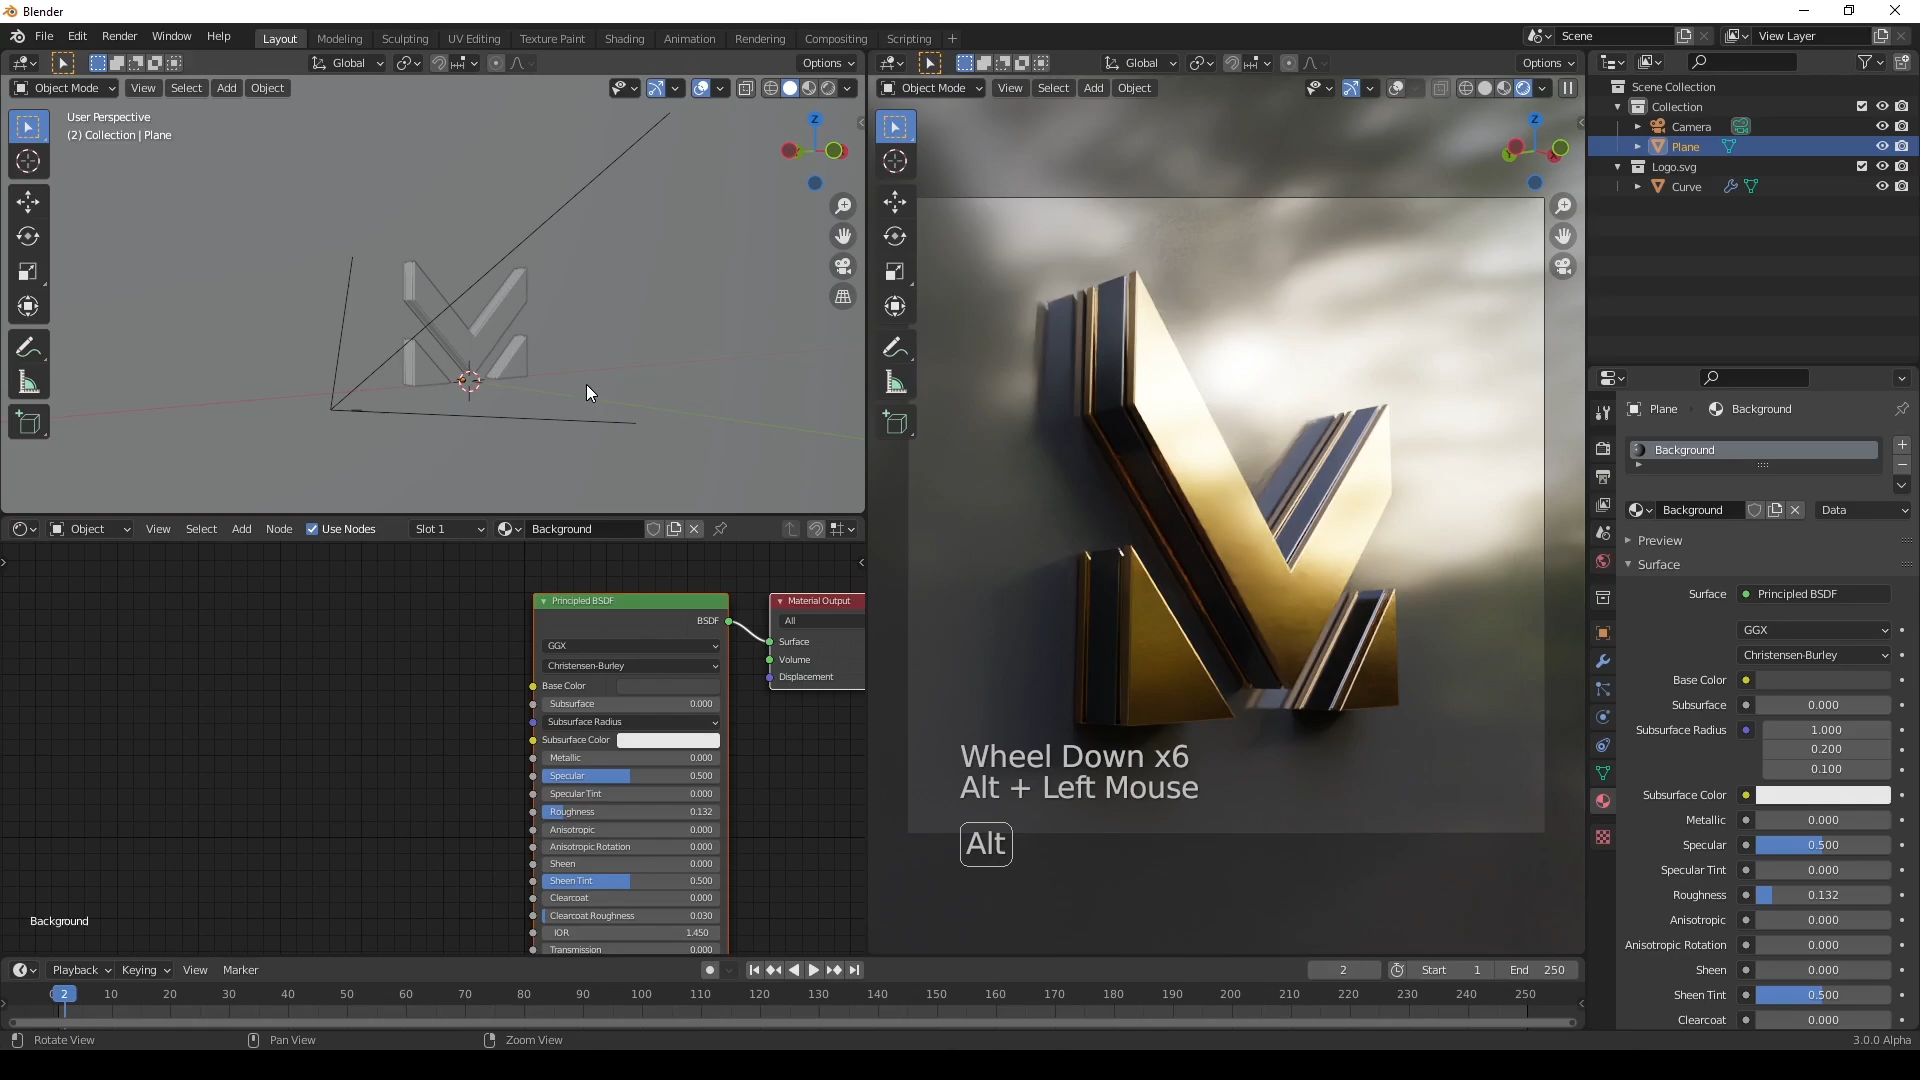 Blender
File Edit Render Window Help Layout Modeling Sculpting UV Editing Texture Paint Shading Animation Rendering Compositing Scripting + Scene View Layer
Global Options Global Options
Object Mode View Select Add Object Object Mode View Select Add Object
User Perspective
(2) Collection | Plane
Z
Z
Y
X
Scene Collection
Collection
Camera
Plane
Logo.svg
Curve
Object View Select Add Node Use Nodes Slot 1 Background
Principled BSDF
BSDF
GGX
Christensen-Burley
Base Color
Subsurface 0.000
Subsurface Radius
Subsurface Color
Metallic 0.000
Specular 0.500
Specular Tint 0.000
Roughness 0.132
Anisotropic 0.000
Anisotropic Rotation 0.000
Sheen 0.000
Sheen Tint 0.500
Clearcoat 0.000
Clearcoat Roughness 0.030
IOR 1.450
Transmission 0.000
Material Output
All
Surface
Volume
Displacement
Background
Wheel Down x6
Alt + Left Mouse
Alt
Plane Background
Background
Background Data
Preview
Surface
Surface Principled BSDF
GGX
Christensen-Burley
Base Color
Subsurface 0.000
Subsurface Radius 1.000
0.200
0.100
Subsurface Color
Metallic 0.000
Specular 0.500
Specular Tint 0.000
Roughness 0.132
Anisotropic 0.000
Anisotropic Rotation 0.000
Sheen 0.000
Sheen Tint 0.500
Clearcoat 0.000
Playback Keying View Marker 2 Start 1 End 250
2 10 20 30 40 50 60 70 80 90 100 110 120 130 140 150 160 170 180 190 200 210 220 230 240 250
Rotate View Pan View Zoom View 3.0.0 Alpha